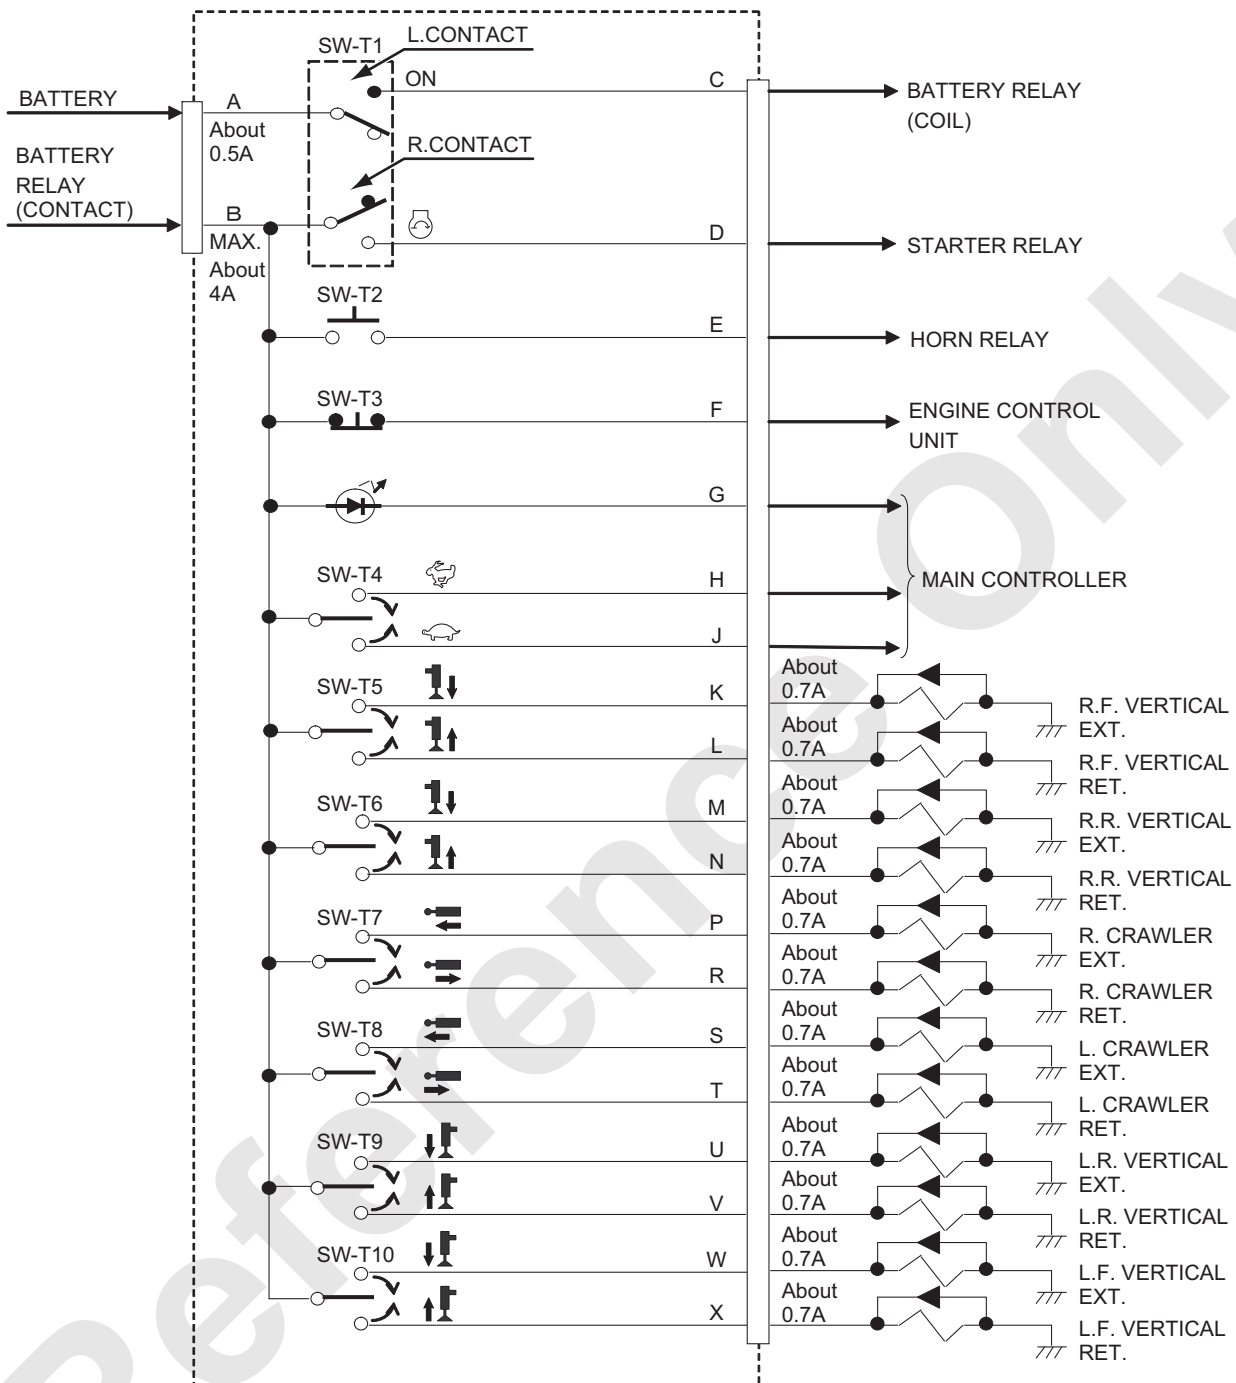 SW-T1
L.CONTACT
ON
C
BATTERY RELAY
(COIL)
BATTERY
A
About
0.5A
R.CONTACT
BATTERY
RELAY
(CONTACT)
B
MAX.
About
4A
D
STARTER RELAY
SW-T2
E
HORN RELAY
SW-T3
F
ENGINE CONTROL
UNIT
G
SW-T4
H
MAIN CONTROLLER
J
SW-T5
K
About
0.7A
R.F. VERTICAL
EXT.
L
About
0.7A
R.F. VERTICAL
RET.
SW-T6
M
About
0.7A
R.R. VERTICAL
EXT.
N
About
0.7A
R.R. VERTICAL
RET.
SW-T7
P
About
0.7A
R. CRAWLER
EXT.
R
About
0.7A
R. CRAWLER
RET.
SW-T8
S
About
0.7A
L. CRAWLER
EXT.
T
About
0.7A
L. CRAWLER
RET.
SW-T9
U
About
0.7A
L.R. VERTICAL
EXT.
V
About
0.7A
L.R. VERTICAL
RET.
SW-T10
W
About
0.7A
L.F. VERTICAL
EXT.
X
About
0.7A
L.F. VERTICAL
RET.
Reference Only